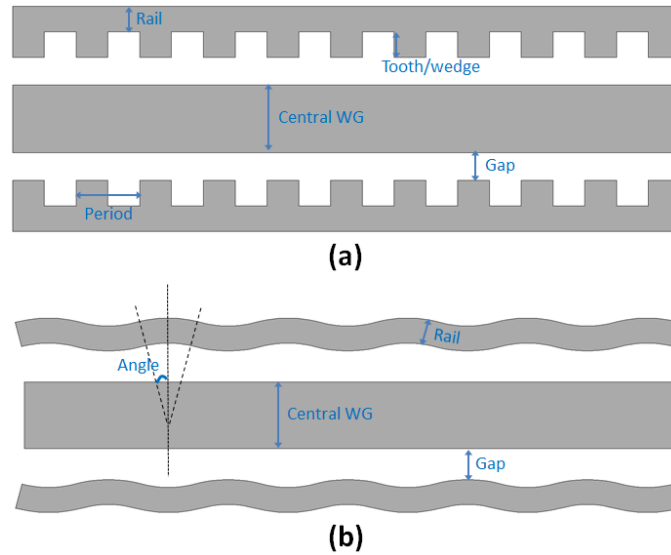 Rail
Tooth/wedge
Central WG
Gap
Period
(a)
Rail
Angle
Central WG
Gap
(b)